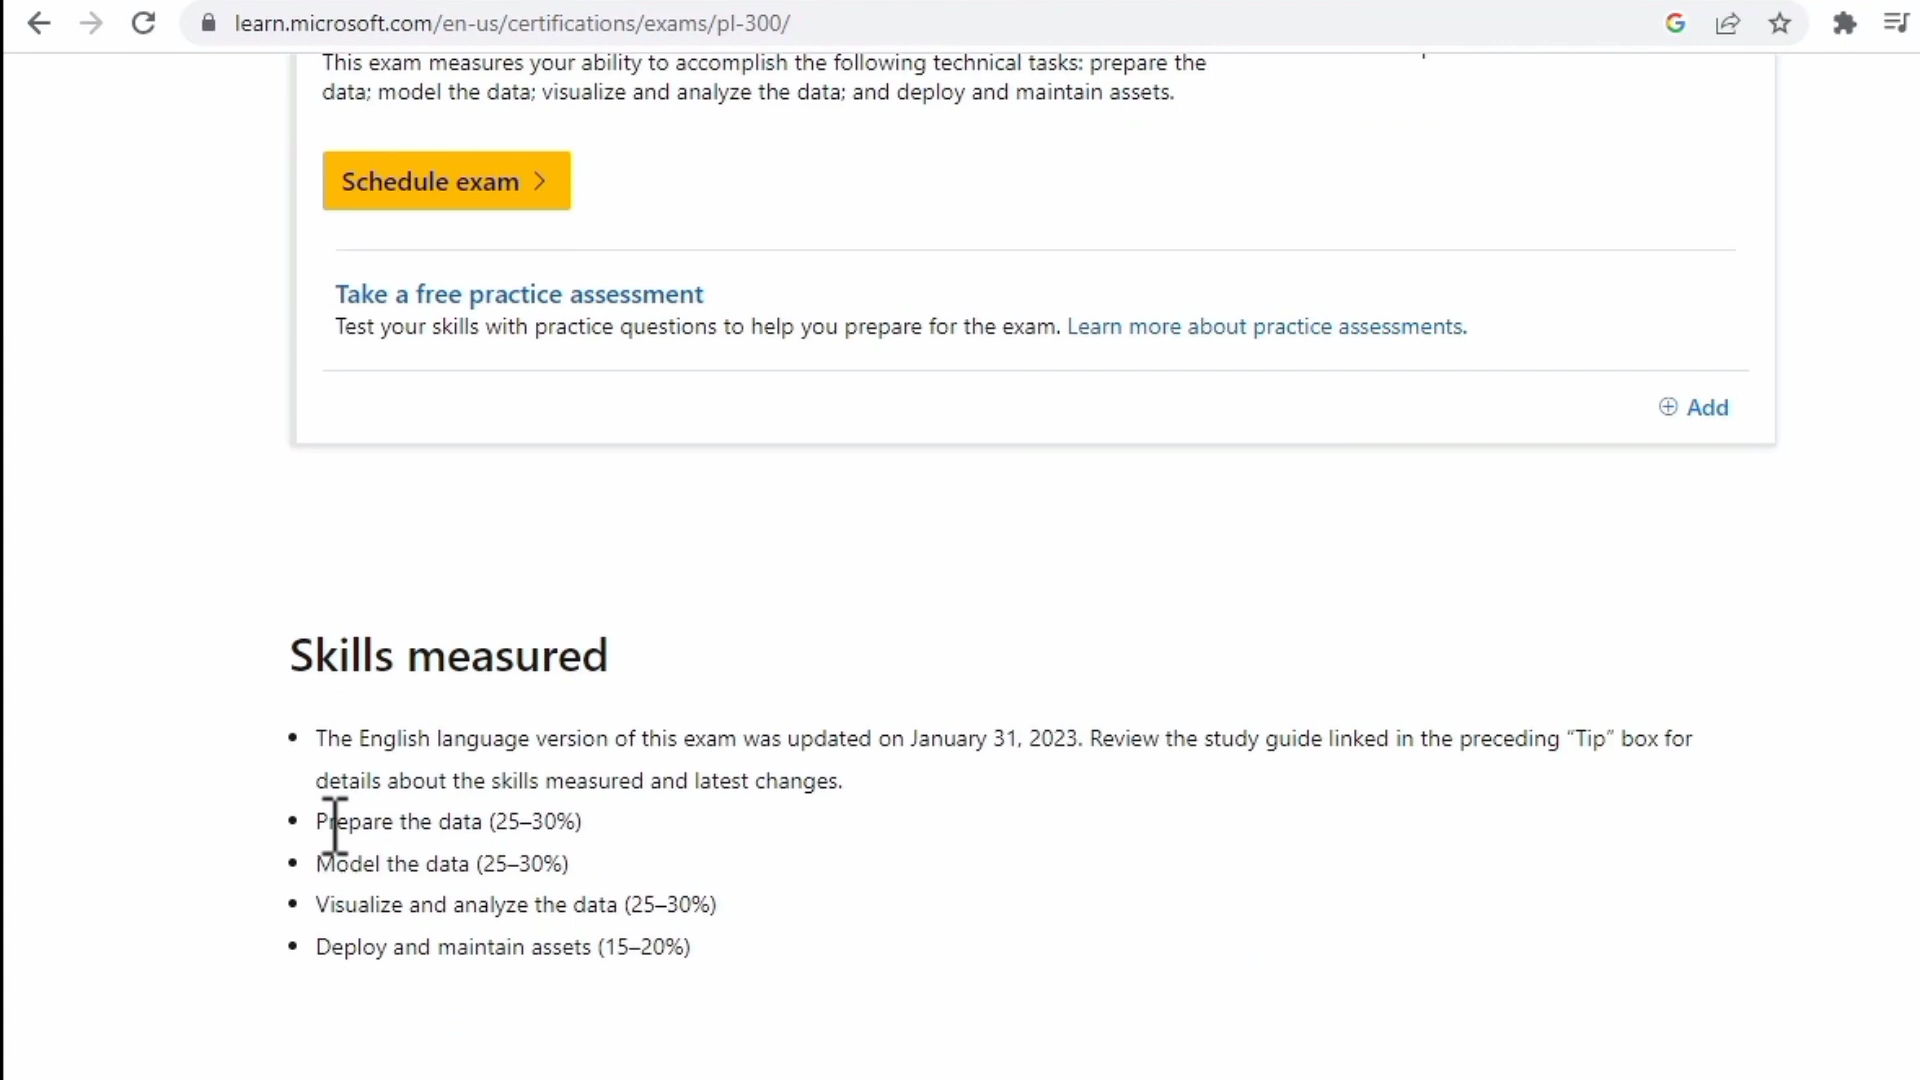 learn.microsoft.com/en-us/certifications/exams/pl-300/
This exam measures your ability to accomplish the following technical tasks: prepare the
data; model the data; visualize and analyze the data; and deploy and maintain assets.
Schedule exam
Take a free practice assessment
Test your skills with practice questions to help you prepare for the exam. Learn more about practice assessments.
Add
Skills measured
• The English language version of this exam was updated on January 31, 2023. Review the study guide linked in the preceding “Tip” box for
details about the skills measured and latest changes.
• Prepare the data (25–30%)
• Model the data (25–30%)
• Visualize and analyze the data (25–30%)
• Deploy and maintain assets (15–20%)